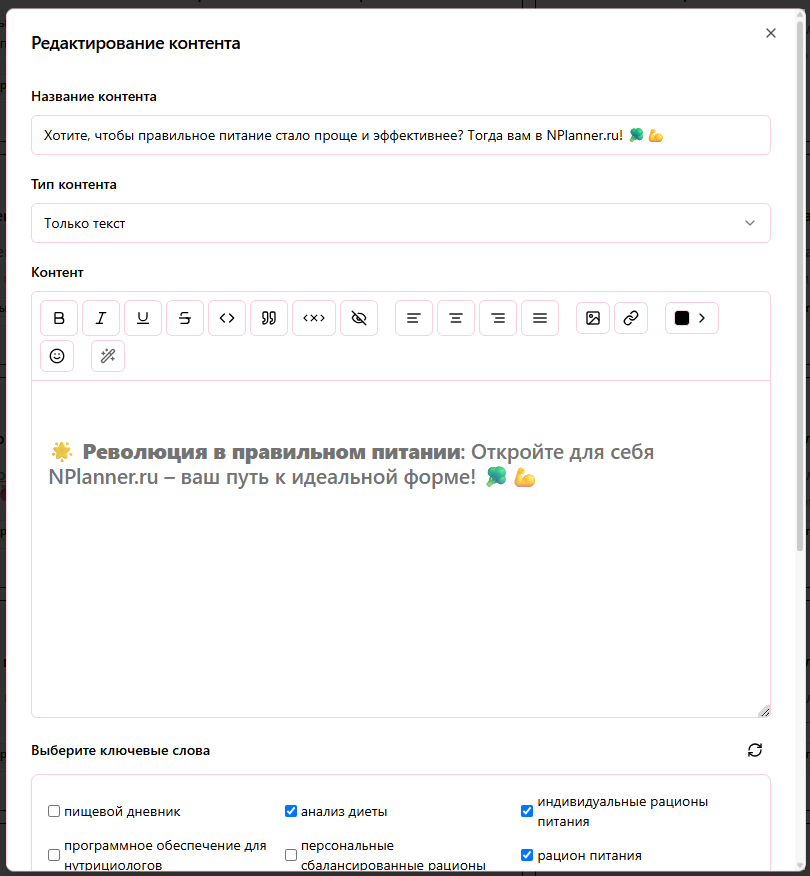 Редактирование контента
Название контента
Хотите, чтобы правильное питание стало проще и эффективнее? Тогда вам в NPlanner.ru! 🥦 💪
Тип контента
Только текст
Контент
🌟 Революция в правильном питании: Откройте для себя
NPlanner.ru – ваш путь к идеальной форме! 🥦 💪
Выберите ключевые слова
пищевой дневник
анализ диеты
индивидуальные рационы
питания
программное обеспечение для
нутрициологов
персональные
сбалансированные рационы
рацион питания